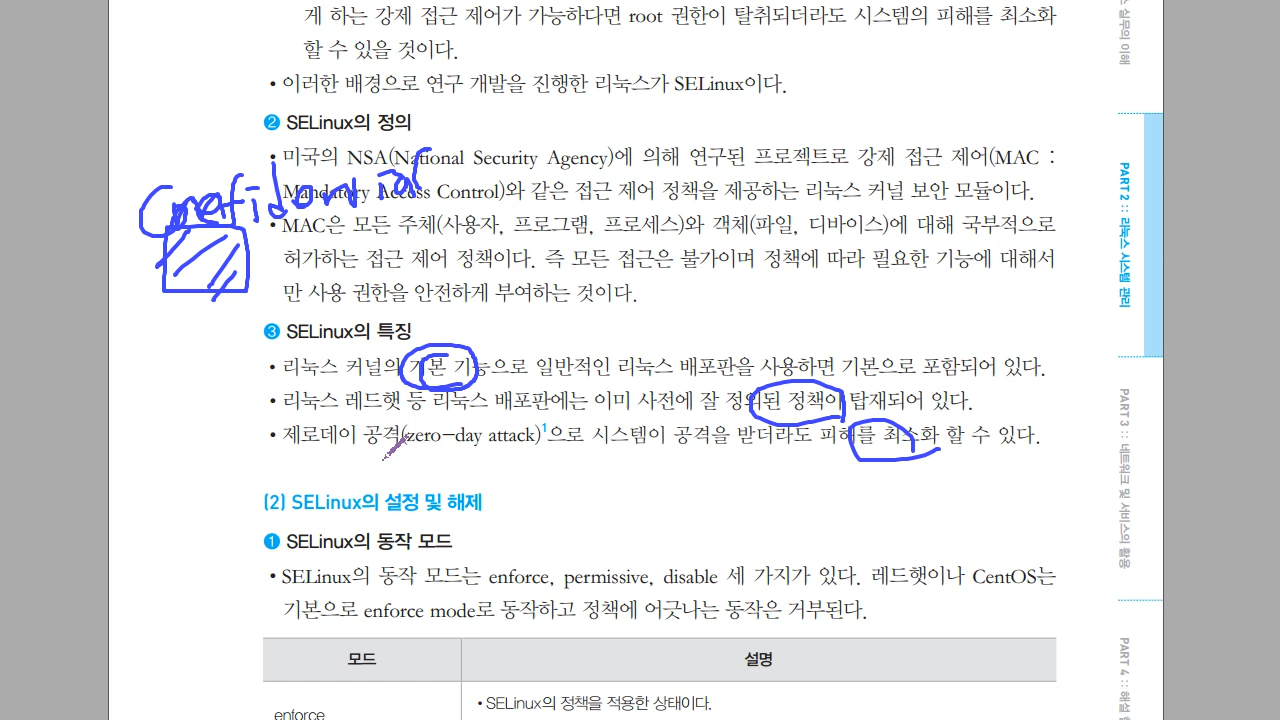 게 하는 강제 접근 제어가 가능하다면 root 권한이 탈취되더라도 시스템의 피해를 최소화
할 수 있을 것이다.
• 이러한 배경으로 연구 개발을 진행한 리눅스가 SELinux이다.
❷ SELinux의 정의
• 미국의 NSA(National Security Agency)에 의해 연구된 프로젝트로 강제 접근 제어(MAC :
Mandatory Access Control)와 같은 접근 제어 정책을 제공하는 리눅스 커널 보안 모듈이다.
• MAC은 모든 주체(사용자, 프로그램, 프로세스)와 객체(파일, 디바이스)에 대해 국부적으로
허가하는 접근 제어 정책이다. 즉 모든 접근은 불가이며 정책에 따라 필요한 기능에 대해서
만 사용 권한을 안전하게 부여하는 것이다.
❸ SELinux의 특징
• 리눅스 커널의 기본 기능으로 일반적인 리눅스 배포판을 사용하면 기본으로 포함되어 있다.
• 리눅스 레드햇 등 리눅스 배포판에는 이미 사전에 잘 정의된 정책이 탑재되어 있다.
• 제로데이 공격(zero-day attack)1으로 시스템이 공격을 받더라도 피해를 최소화 할 수 있다.
(2) SELinux의 설정 및 해제
❶ SELinux의 동작 모드
• SELinux의 동작 모드는 enforce, permissive, disable 세 가지가 있다. 레드햇이나 CentOS는
기본으로 enforce mode로 동작하고 정책에 어긋나는 동작은 거부된다.
모드 설명
• SELinux의 정책을 적용한 상태이다.
enforce
실무의 이해
PART 2 :: 리눅스 시스템 관리
PART 3 :: 네트워크 및 서비스의 활용
PART 4 :: 해설